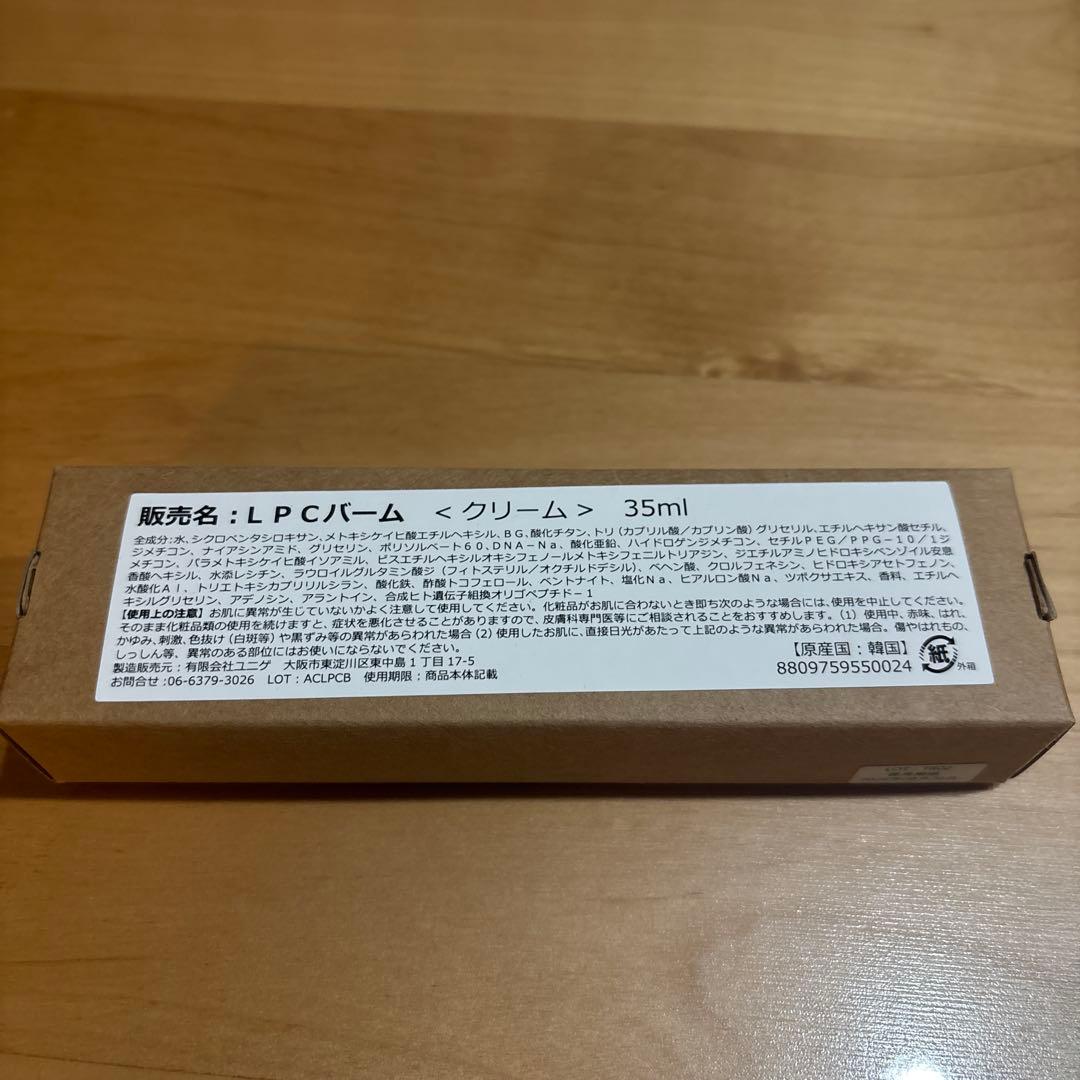 販売名：ＬＰＣバーム ＜クリーム＞ 35ml
全成分：水、シクロペンタシロキサン、メトキシケイヒ酸エチルヘキシル、ＢＧ、酸化チタン、トリ（カプリル酸／カプリン酸）グリセリル、エチルヘキサン酸セチル、
ジメチコン、ナイアシンアミド、グリセリン、ポリソルベート６０、ＤＮＡ－Ｎａ、酸化亜鉛、ハイドロゲンジメチコン、セチルＰＥＧ／ＰＰＧ－１０／１ジ
メチコン、パラメトキシケイヒ酸イソアミル、ビスエチルヘキシルオキシフェノールメトキシフェニルトリアジン、ジエチルアミノヒドロキシベンゾイル安息
香酸ヘキシル、水添レシチン、ラウロイルグルタミン酸ジ（フィトステリル／オクチルドデシル）、ベヘン酸、クロルフェネシン、ヒドロキシアセトフェノン、
水酸化Ａｌ、トリエトキシカプリリルシラン、酸化鉄、酢酸トコフェロール、ベントナイト、塩化Ｎａ、ヒアルロン酸Ｎａ、ツボクサエキス、香料、エチルヘ
キシルグリセリン、アデノシン、アラントイン、合成ヒト遺伝子組換オリゴペプチド－１
【使用上の注意】お肌に異常が生じていないかよく注意して使用してください。化粧品がお肌に合わないとき即ち次のような場合には、使用を中止してください。
そのまま化粧品類の使用を続けますと、症状を悪化させることがありますので、皮膚科専門医等にご相談されることをおすすめします。（1）使用中、赤味、はれ、
かゆみ、刺激、色抜け（白斑等）や黒ずみ等の異常があらわれた場合（2）使用したお肌に、直接日光があたって上記のような異常があらわれた場合。傷やはれもの、
しっしん等、異常のある部位にはお使いにならないでください。
製造販売元：有限会社ユニゲ 大阪市東淀川区東中島１丁目17-5
お問合せ：06-6379-3026 LOT：ACLPCB 使用期限：商品本体記載
【原産国：韓国】
8809759550024
紙
外箱